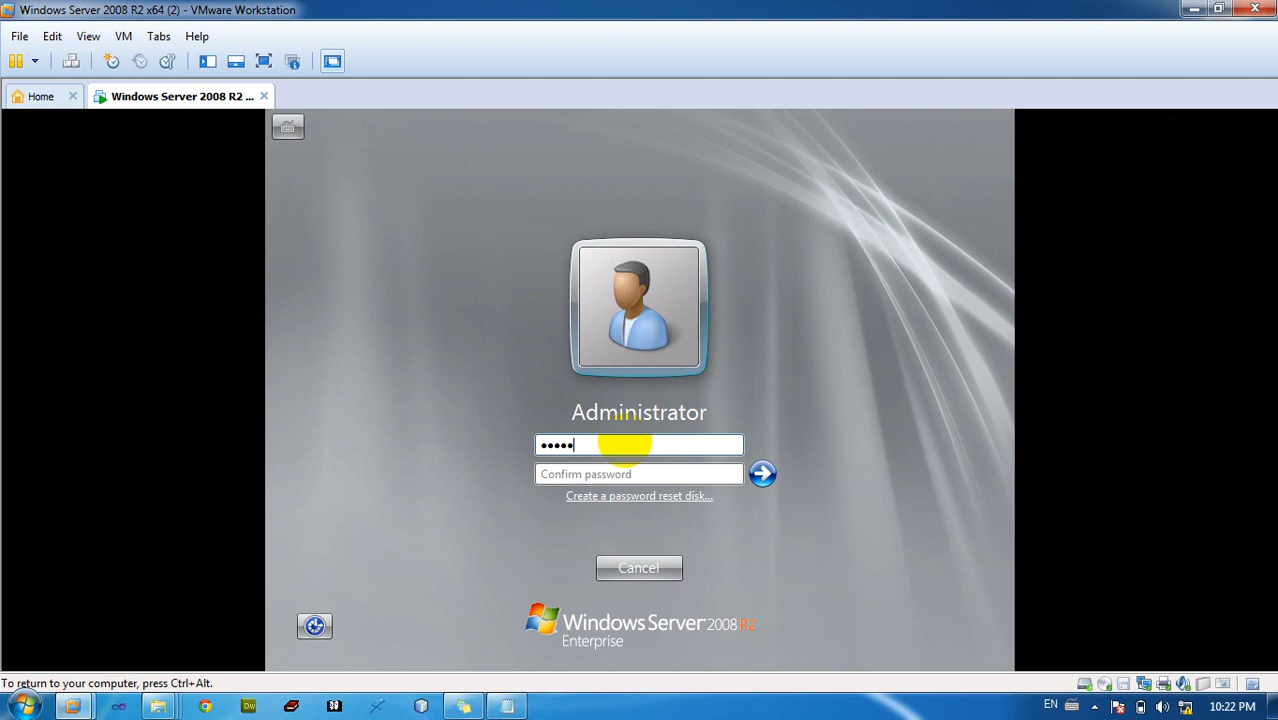 Windows Server 2008 R2 x64 (2) - VMware Workstation
File Edit View VM Tabs Help
Home Windows Server 2008 R2 ...
Administrator
•••••
Confirm password
Create a password reset disk...
Cancel
Windows Server 2008 R2
Enterprise
To return to your computer, press Ctrl+Alt.
Dw EN 10:22 PM